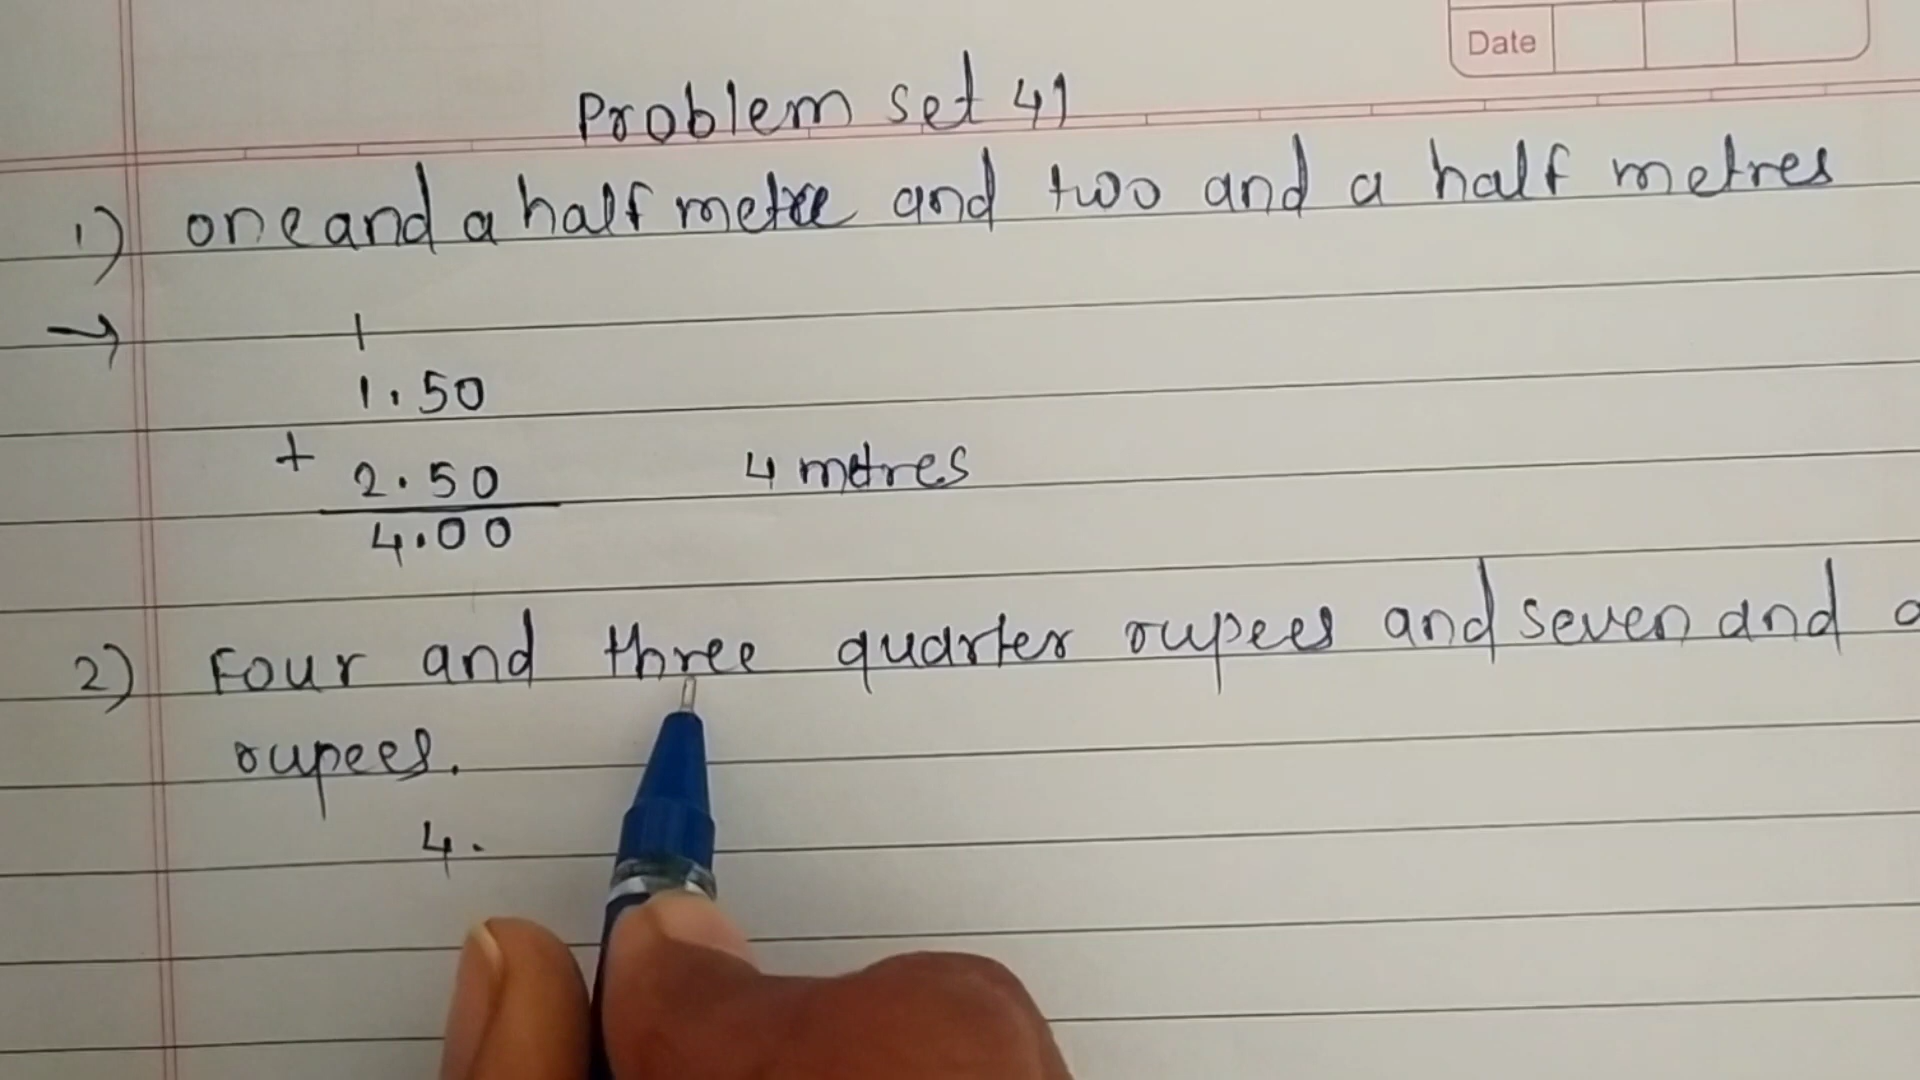 Date
Problem set 41
1) one and a half metre and two and a half metres
→ 1
1.50
+ 2.50 4 metres
4.00
2) Four and three quarter rupees and seven and a
rupees.
4.